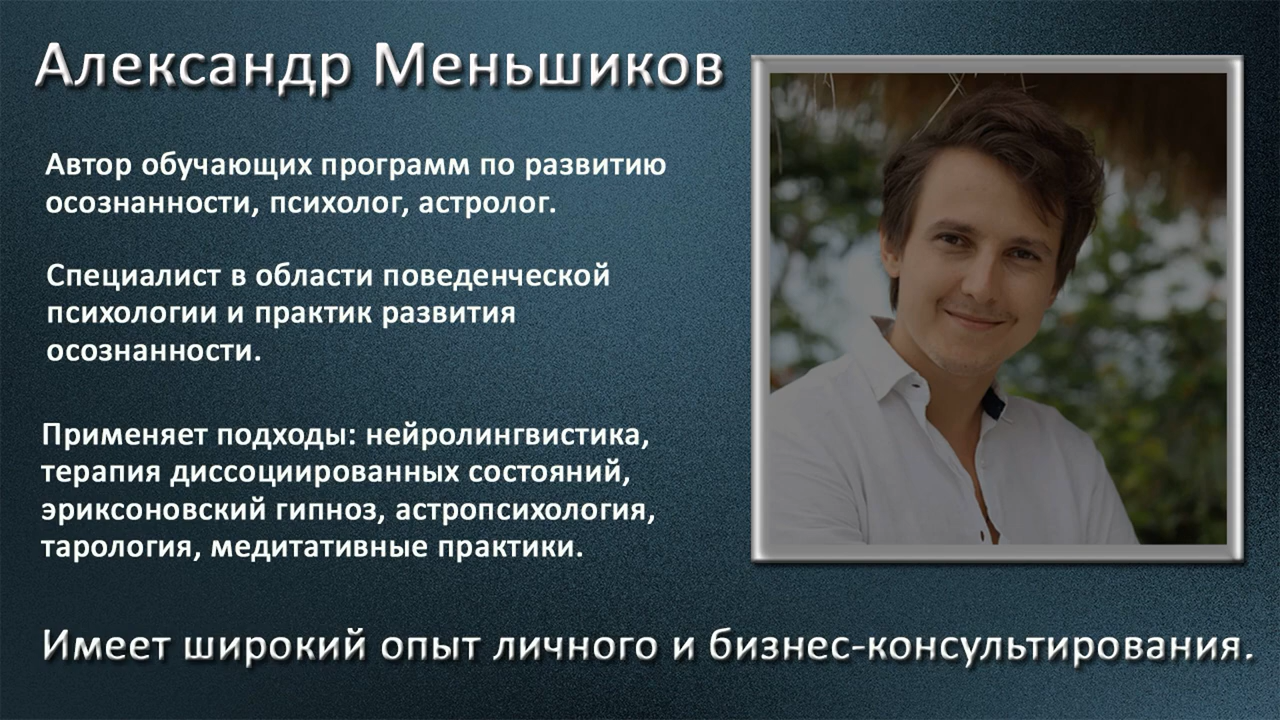 Александр Меньшиков
Автор обучающих программ по развитию
осознанности, психолог, астролог.
Специалист в области поведенческой
психологии и практик развития
осознанности.
Применяет подходы: нейролингвистика,
терапия диссоциированных состояний,
эриксоновский гипноз, астропсихология,
тарология, медитативные практики.
Имеет широкий опыт личного и бизнес-консультирования.